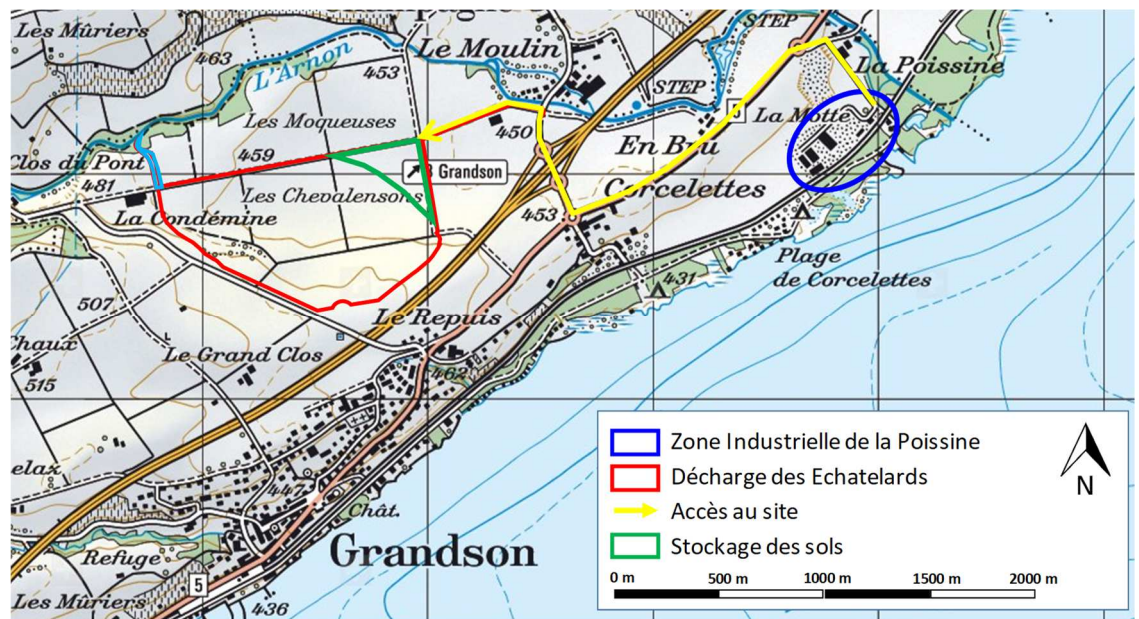 Les Mûriers
463
L'Arnon
453
Le Moulin
STEP
STEP
La Poissine
Les Moqueuses
450
5
La Motte
En Bru
Clos du Pont
459
481
Grandson
Les Chevalensons
Corcelettes
La Condémine
453
Plage
de Corcelettes
431
507
Le Repuis
Chaux
Le Grand Clos
515
462
elax
447
Chât.
Refuge
Grandson
5
Les Mûriers
436
Zone Industrielle de la Poissine
Décharge des Echatelards
Accès au site
Stockage des sols
N
0 m 500 m 1000 m 1500 m 2000 m